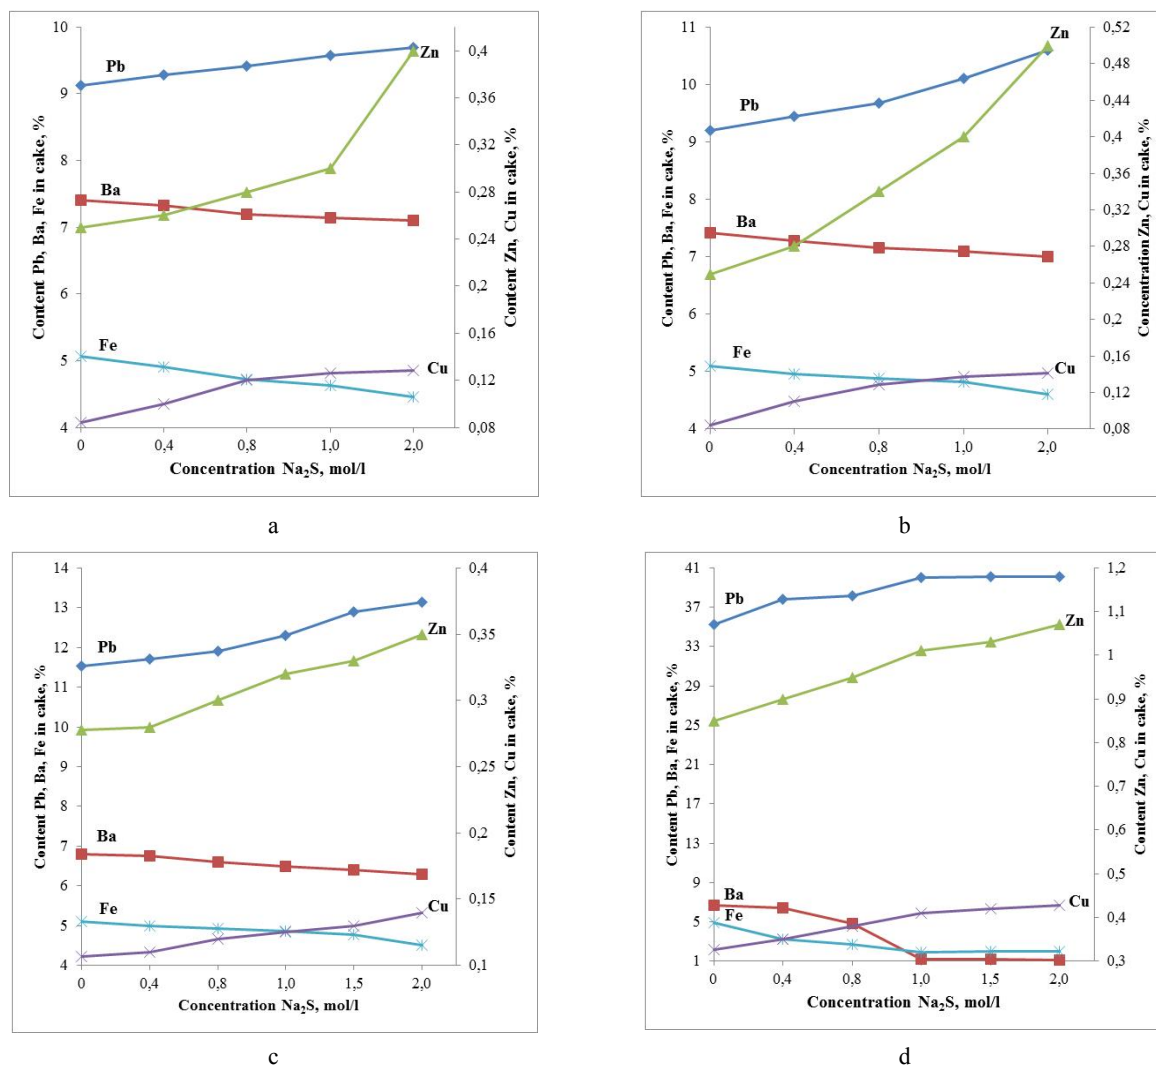 10
9
8
7
6
5
4
0,4
0,36
0,32
0,28
0,24
0,2
0,16
0,12
0,08
Content Pb, Ba, Fe in cake, %
Content Zn, Cu in cake, %
Pb
Zn
Ba
Fe
Cu
0 0,4 0,8 1,0 2,0
Concentration Na₂S, mol/l
a
11
10
9
8
7
6
5
4
0,52
0,48
0,44
0,4
0,36
0,32
0,28
0,24
0,2
0,16
0,12
0,08
Content Pb, Ba, Fe in cake, %
Concentration Zn, Cu in cake, %
Zn
Pb
Ba
Fe
Cu
0 0,4 0,8 1,0 2,0
Concentration Na₂S, mol/l
b
14
13
12
11
10
9
8
7
6
5
4
0,4
0,35
0,3
0,25
0,2
0,15
0,1
Content Pb, Ba, Fe in cake, %
Content Zn, Cu in cake, %
Zn
Pb
Ba
Fe
Cu
0 0,4 0,8 1,0 1,5 2,0
Concentration Na₂S, mol/l
c
41
37
33
29
25
21
17
13
9
5
1
1,2
1,1
1
0,9
0,8
0,7
0,6
0,5
0,4
0,3
Content Pb, Ba, Fe in cake, %
Content Zn, Cu in cake, %
Pb
Zn
Ba
Fe
Cu
0 0,4 0,8 1,0 1,5 2,0
Concentration Na₂S, mol/l
d